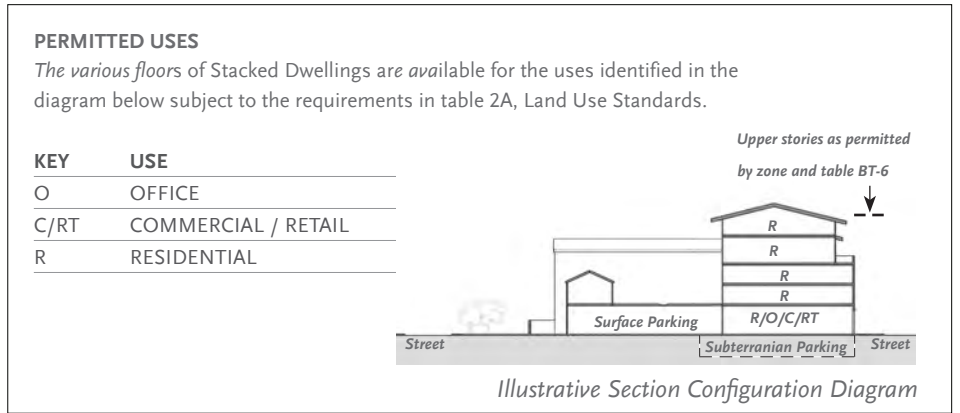 PERMITTED USES
The various floors of Stacked Dwellings are available for the uses identified in the
diagram below subject to the requirements in table 2A, Land Use Standards.
KEY USE
O OFFICE
C/RT COMMERCIAL / RETAIL
R RESIDENTIAL
Upper stories as permitted
by zone and table BT-6
R
R
R
R
Surface Parking R/O/C/RT
Street Subterranian Parking Street
Illustrative Section Configuration Diagram